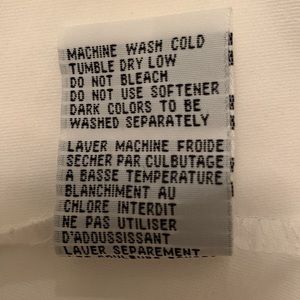 MACHINE WASH COLD
TUMBLE DRY LOW
DO NOT BLEACH
DO NOT USE SOFTENER
DARK COLORS TO BE
WASHED SEPARATELY
LAVER MACHINE FROIDE
SECHER PAR CULBUTAGE
A BASSE TEMPERATURE
BLANCHIMENT AU
CHLORE INTERDIT
NE PAS UTILISER
D'ADOUSSISSANT
LAVER SEPAREMENT